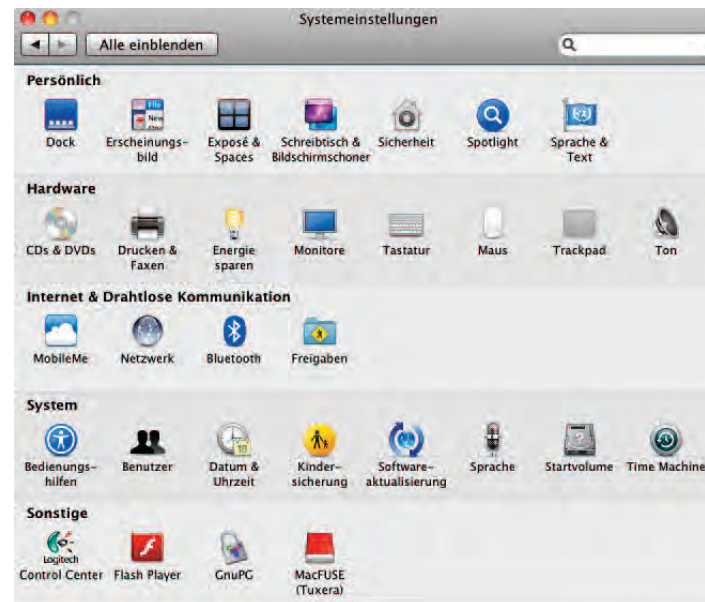 Systemeinstellungen
Alle einblenden
Persönlich
Dock
Erscheinungs-
bild
Exposé &
Spaces
Schreibtisch &
Bildschirmschoner
Sicherheit
Spotlight
Sprache &
Text
Hardware
CDs & DVDs
Drucken &
Faxen
Energie
sparen
Monitore
Tastatur
Maus
Trackpad
Ton
Internet & Drahtlose Kommunikation
MobileMe
Netzwerk
Bluetooth
Freigaben
System
Bedienungs-
hilfen
Benutzer
Datum &
Uhrzeit
Kinder-
sicherung
Software-
aktualisierung
Sprache
Startvolume
Time Machine
Sonstige
Logitech
Control Center
Flash Player
GnuPG
MacFUSE
(Tuxera)